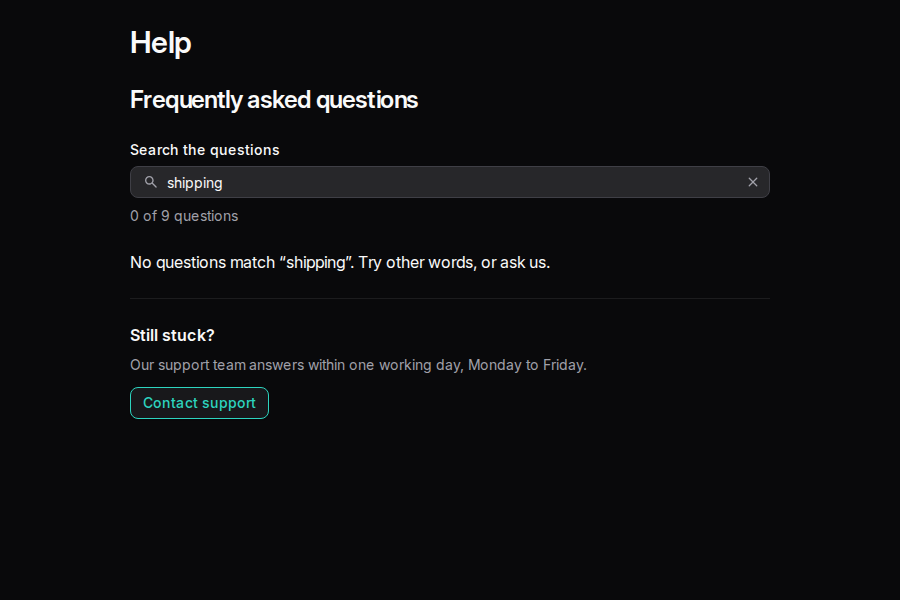 Help
Frequently asked questions
Search the questions
shipping
0 of 9 questions
No questions match “shipping”. Try other words, or ask us.
Still stuck?
Our support team answers within one working day, Monday to Friday.
Contact support